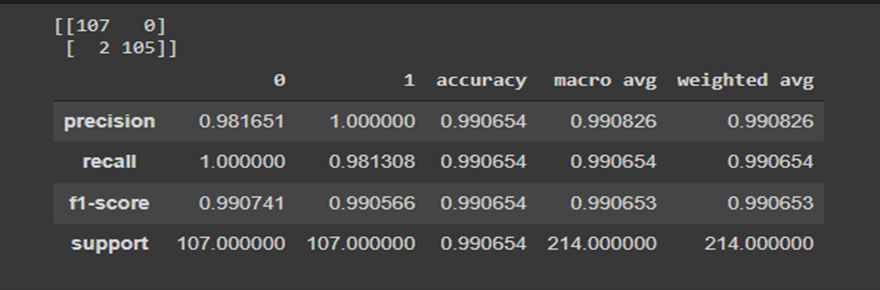 [[107   0]
 [  2 105]]
0 1 accuracy macro avg weighted avg
precision 0.981651 1.000000 0.990654 0.990826 0.990826
recall 1.000000 0.981308 0.990654 0.990654 0.990654
f1-score 0.990741 0.990566 0.990654 0.990653 0.990653
support 107.000000 107.000000 0.990654 214.000000 214.000000